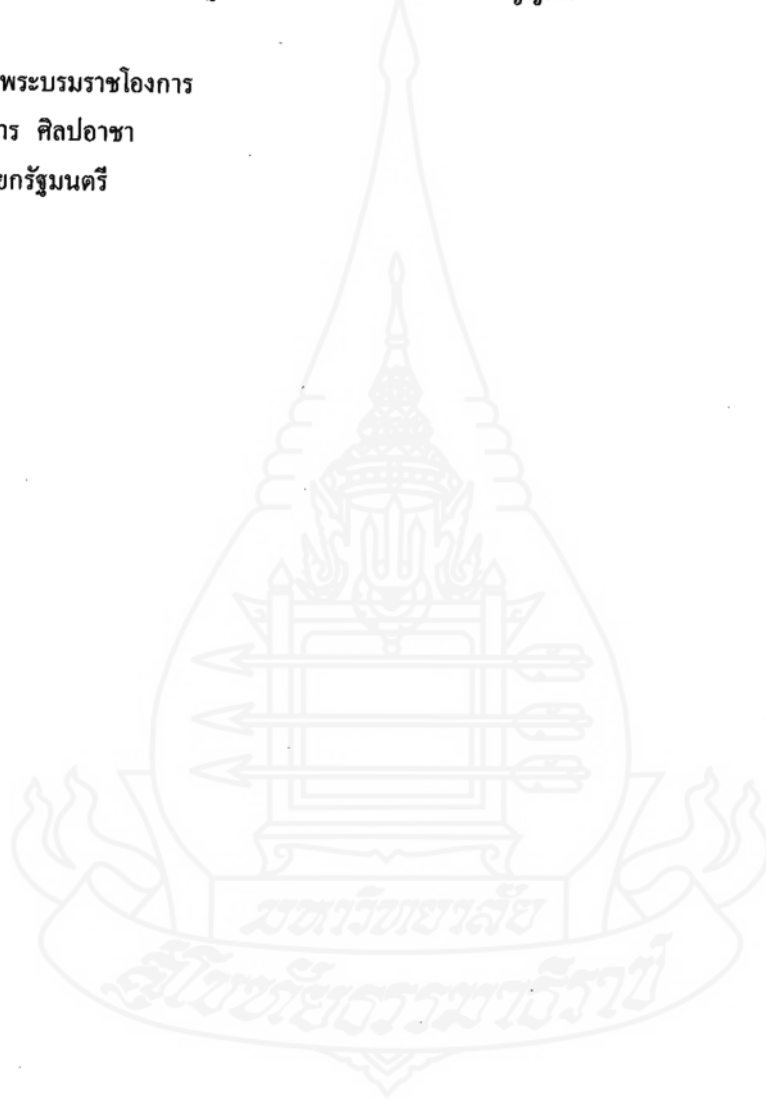 พระบรมราชโองการ
าร ศิลปอาชา
ยกรัฐมนตรี
มหาวิทยาลัย
สุโขทัยธรรมาธิราช